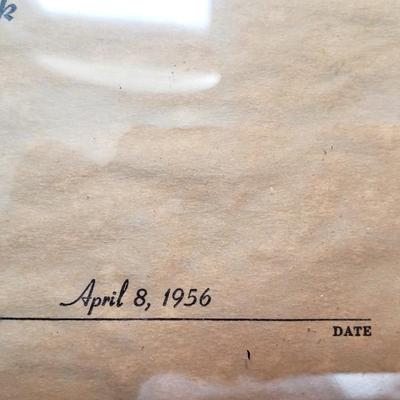 k
April 8, 1956
DATE